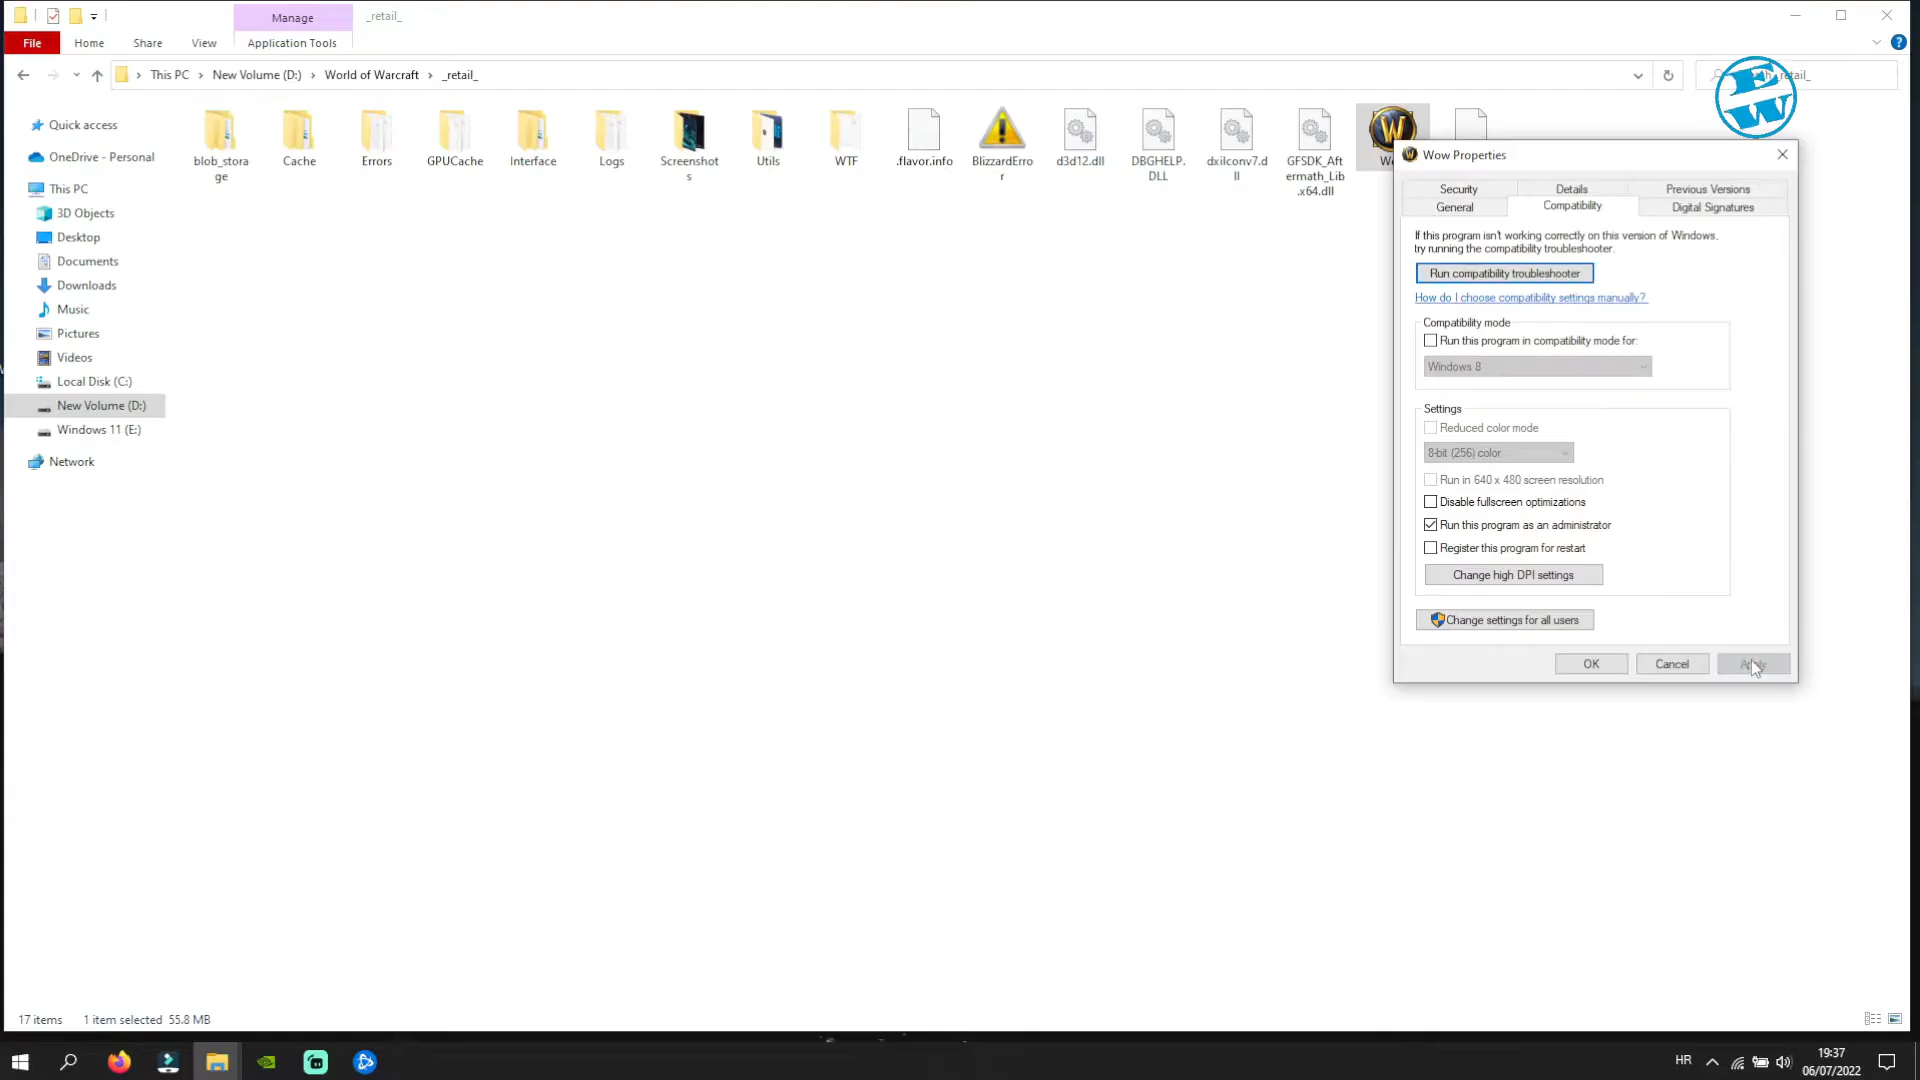 Manage
_retail_
File
Home
Share
View
Application Tools
This PC
New Volume (D:)
World of Warcraft
_retail_
retail_
EW
Quick access
OneDrive - Personal
This PC
3D Objects
Desktop
Documents
Downloads
Music
Pictures
Videos
Local Disk (C:)
New Volume (D:)
Windows 11 (E:)
Network
blob_stora
ge
Cache
Errors
GPUCache
Interface
Logs
Screenshot
s
Utils
WTF
.flavor.info
BlizzardErro
r
d3d12.dll
DBGHELP.
DLL
dxilconv7.d
ll
GFSDK_Aft
ermath_Lib
.x64.dll
Wow Properties
Security
Details
Previous Versions
General
Compatibility
Digital Signatures
If this program isn't working correctly on this version of Windows,
try running the compatibility troubleshooter.
Run compatibility troubleshooter
How do I choose compatibility settings manually?
Compatibility mode
Run this program in compatibility mode for:
Windows 8
Settings
Reduced color mode
8-bit (256) color
Run in 640 x 480 screen resolution
Disable fullscreen optimizations
Run this program as an administrator
Register this program for restart
Change high DPI settings
Change settings for all users
OK
Cancel
Apply
17 items
1 item selected 55.8 MB
HR
19:37
06/07/2022